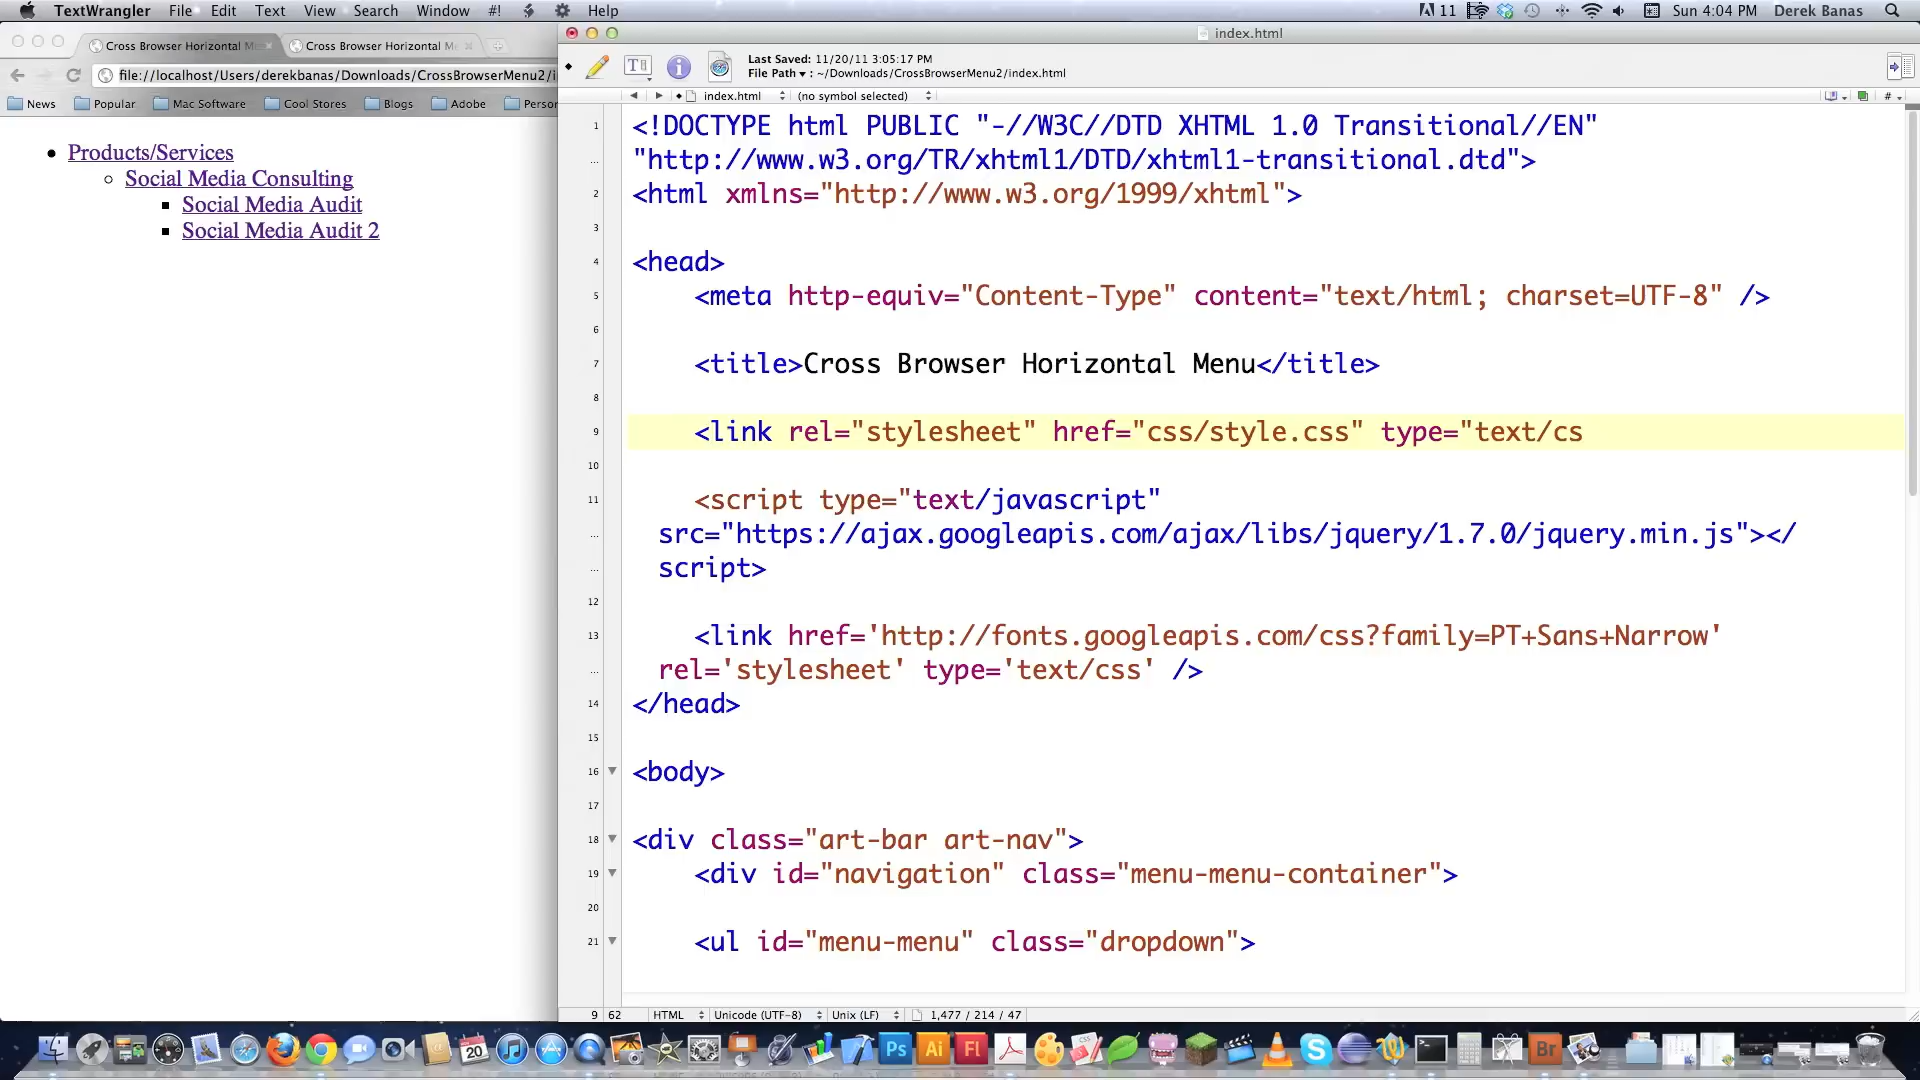 TextWrangler File Edit Text View Search Window #! Help 11 Sun 4:04 PM Derek Banas
index.html
Cross Browser Horizontal M
Cross Browser Horizontal M
file://localhost/Users/derekbanas/Downloads/CrossBrowserMenu2/i
News Popular Mac Software Cool Stores Blogs Adobe Person
Products/Services
Social Media Consulting
Social Media Audit
Social Media Audit 2
Last Saved: 11/20/11 3:05:17 PM
File Path : ~/Downloads/CrossBrowserMenu2/index.html
index.html (no symbol selected) #
1 <!DOCTYPE html PUBLIC "-//W3C//DTD XHTML 1.0 Transitional//EN"
"http://www.w3.org/TR/xhtml1/DTD/xhtml1-transitional.dtd">
2 <html xmlns="http://www.w3.org/1999/xhtml">
3
4 <head>
5 <meta http-equiv="Content-Type" content="text/html; charset=UTF-8" />
6
7 <title>Cross Browser Horizontal Menu</title>
8
9 <link rel="stylesheet" href="css/style.css" type="text/cs
10
11 <script type="text/javascript"
src="https://ajax.googleapis.com/ajax/libs/jquery/1.7.0/jquery.min.js"></
script>
12
13 <link href='http://fonts.googleapis.com/css?family=PT+Sans+Narrow'
rel='stylesheet' type='text/css' />
14 </head>
15
16 <body>
17
18 <div class="art-bar art-nav">
19 <div id="navigation" class="menu-menu-container">
20
21 <ul id="menu-menu" class="dropdown">
9 62 HTML Unicode (UTF-8) Unix (LF) 1,477 / 214 / 47
20 Ps Ai Fl CSS Br